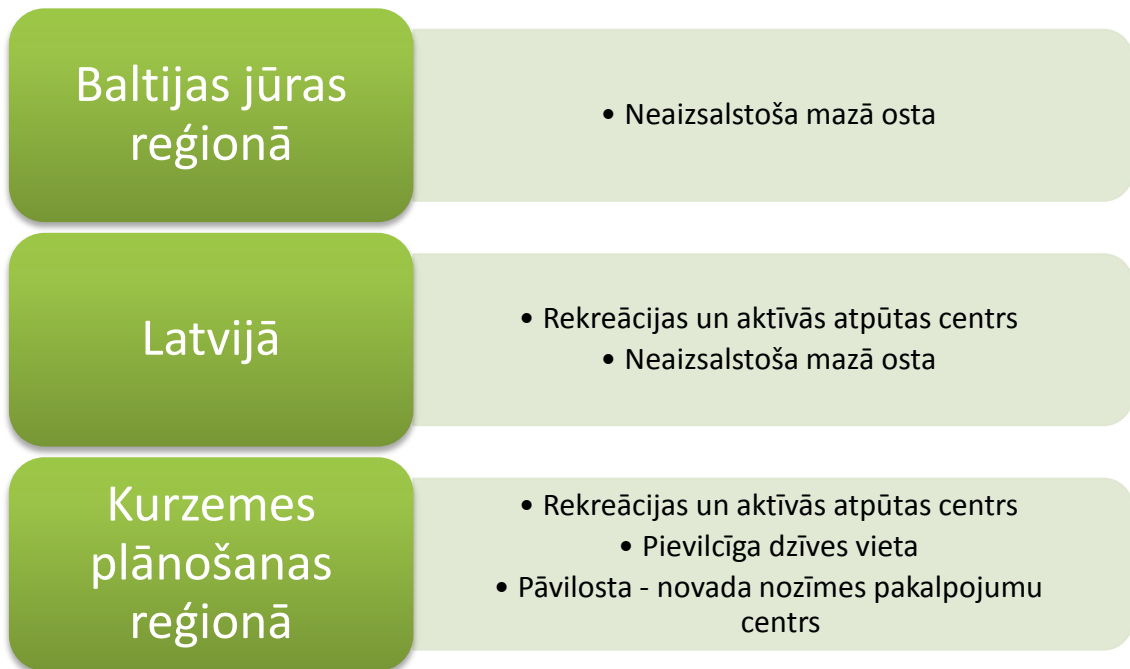 Baltijas jūras
reģionā
• Neaizsalstoša mazā osta
Latvijā
• Rekreācijas un aktīvās atpūtas centrs
• Neaizsalstoša mazā osta
Kurzemes
plānošanas
reģionā
• Rekreācijas un aktīvās atpūtas centrs
• Pievilcīga dzīves vieta
• Pāvilosta - novada nozīmes pakalpojumu
centrs